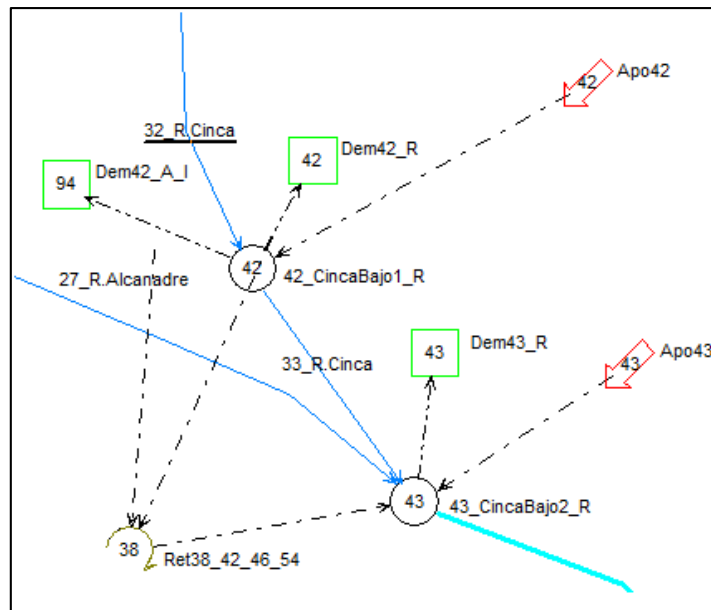 42
Apo42
32_R.Cinca
Dem42_R
42
Dem42_A_I
94
42
42_CincaBajo1_R
27_R.Alcanadre
Dem43_R
43
33_R.Cinca
Apo43
43
43
43_CincaBajo2_R
38
Ret38_42_46_54